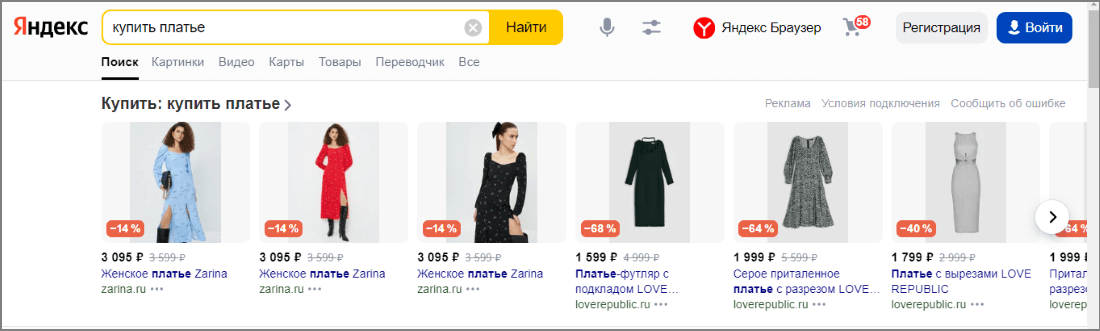 Яндекс
купить платье
Найти
Яндекс Браузер
58
Регистрация
Войти
Поиск Картинки Видео Карты Товары Переводчик Все
Купить: купить платье
Реклама Условия подключения Сообщить об ошибке
−14 % −14 % −14 % −68 % −64 % −40 % 64 %
3 095 ₽ 3 599 ₽
Женское платье Zarina
zarina.ru
3 095 ₽ 3 599 ₽
Женское платье Zarina
zarina.ru
3 095 ₽ 3 599 ₽
Женское платье Zarina
zarina.ru
1 599 ₽ 4 999 ₽
Платье-футляр с
подкладом LOVE…
loverepublic.ru
1 999 ₽ 5 599 ₽
Серое приталенное
платье с разрезом LOVE…
loverepublic.ru
1 799 ₽ 2 999 ₽
Платье с вырезами LOVE
REPUBLIC
loverepublic.ru
1 999
Притал
разрезо
loverep